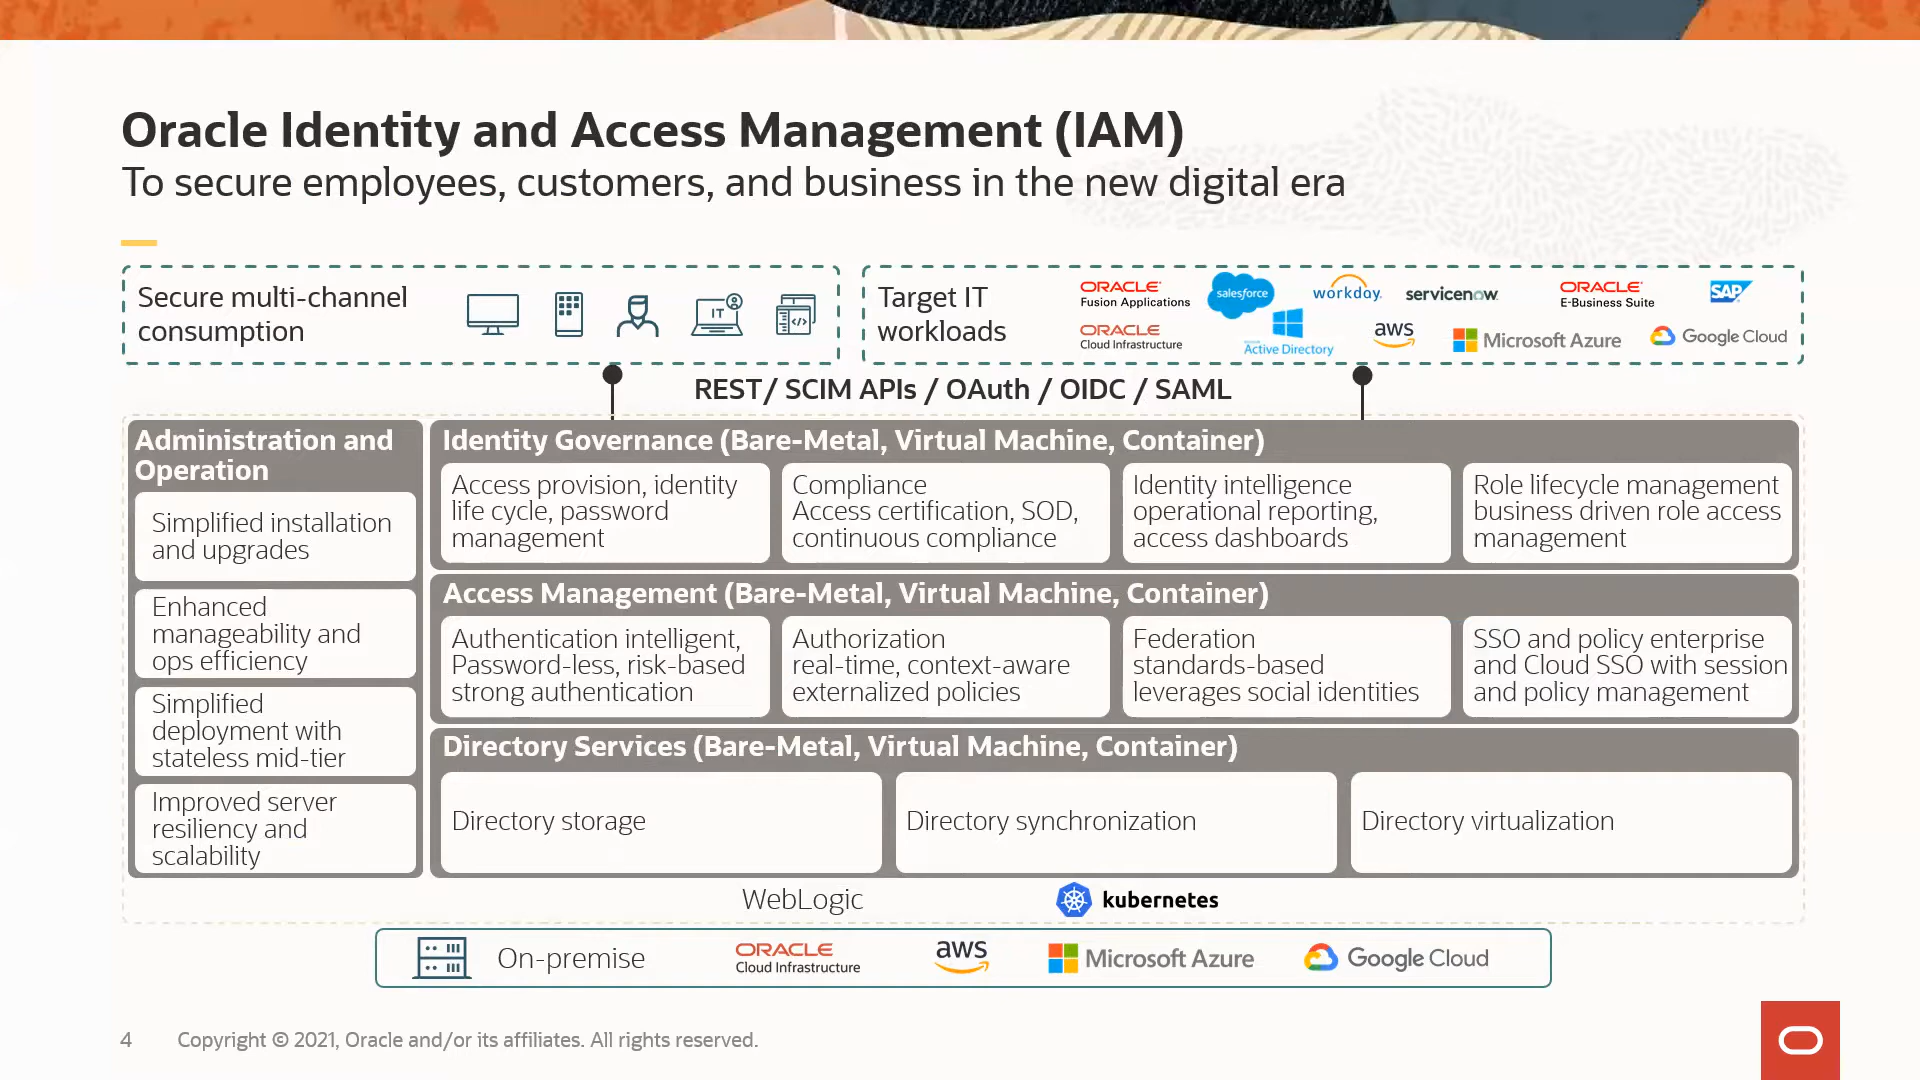 Oracle Identity and Access Management (IAM)
To secure employees, customers, and business in the new digital era
Secure multi-channel
consumption
IT
</>
Target IT
workloads
ORACLE
Fusion Applications
salesforce
workday.
servicenow
ORACLE
E-Business Suite
SAP
ORACLE
Cloud Infrastructure
Active Directory
aws
Microsoft Azure
Google Cloud
REST/ SCIM APIs / OAuth / OIDC / SAML
Administration and
Operation
Simplified installation
and upgrades
Enhanced
manageability and
ops efficiency
Simplified
deployment with
stateless mid-tier
Improved server
resiliency and
scalability
Identity Governance (Bare-Metal, Virtual Machine, Container)
Access provision, identity
life cycle, password
management
Compliance
Access certification, SOD,
continuous compliance
Identity intelligence
operational reporting,
access dashboards
Role lifecycle management
business driven role access
management
Access Management (Bare-Metal, Virtual Machine, Container)
Authentication intelligent,
Password-less, risk-based
strong authentication
Authorization
real-time, context-aware
externalized policies
Federation
standards-based
leverages social identities
SSO and policy enterprise
and Cloud SSO with session
and policy management
Directory Services (Bare-Metal, Virtual Machine, Container)
Directory storage
Directory synchronization
Directory virtualization
WebLogic
kubernetes
On-premise
ORACLE
Cloud Infrastructure
aws
Microsoft Azure
Google Cloud
4
Copyright © 2021, Oracle and/or its affiliates. All rights reserved.